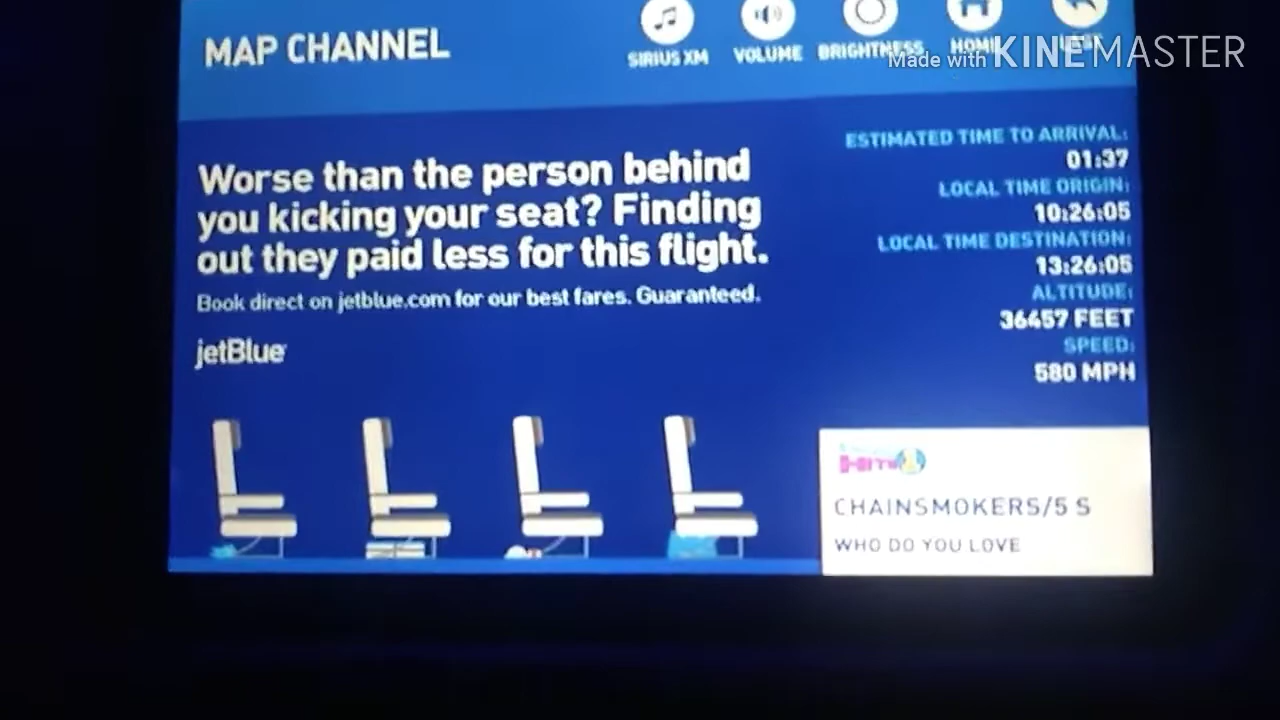 MAP CHANNEL
SIRIUS XM
VOLUME
BRIGHTNESS
HOME
Made with KINEMASTER
Worse than the person behind
you kicking your seat? Finding
out they paid less for this flight.
Book direct on jetblue.com for our best fares. Guaranteed.
jetBlue
ESTIMATED TIME TO ARRIVAL:
01:37
LOCAL TIME ORIGIN:
10:26:05
LOCAL TIME DESTINATION:
13:26:05
ALTITUDE:
36457 FEET
SPEED:
580 MPH
CHAINSMOKERS/5 S
WHO DO YOU LOVE